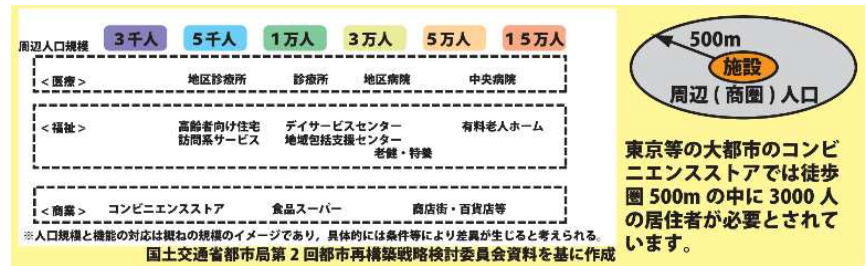 周辺人口規模 3千人 5千人 1万人 3万人 5万人 15万人
<医療> 地区診療所 診療所 地区病院 中央病院
<福祉> 高齢者向け住宅 デイサービスセンター 有料老人ホーム
訪問系サービス 地域包括支援センター
老健・特養
<商業> コンビニエンスストア 食品スーパー 商店街・百貨店等
※人口規模と機能の対応は概ねの規模のイメージであり，具体的には条件等により差異が生じると考えられる。
国土交通省都市局第2回都市再構築戦略検討委員会資料を基に作成
500m
施設
周辺(商圏)人口
東京等の大都市のコンビ
ニエンスストアでは徒歩
圏500mの中に3000人
の居住者が必要とされて
います。